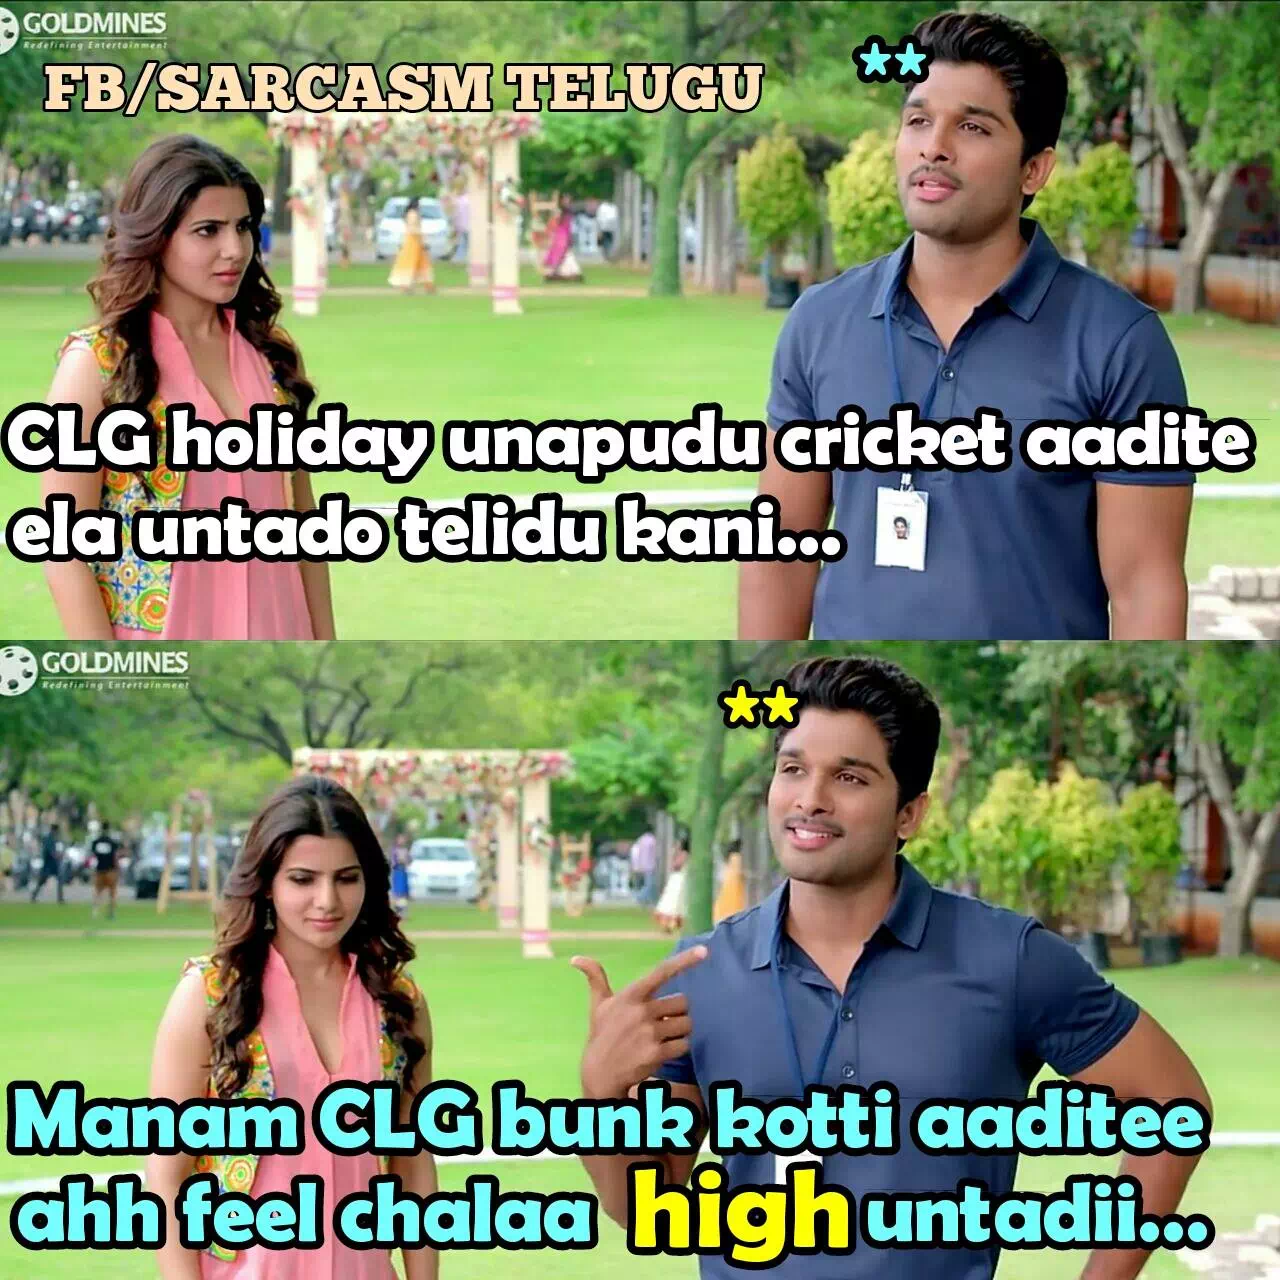 GOLDMINES
Redefining Entertainment
FB/SARCASM TELUGU
**
CLG holiday unapudu cricket aadite
ela untado telidu kani...
GOLDMINES
Redefining Entertainment
**
Manam CLG bunk kotti aaditee
ahh feel chalaa high untadii...